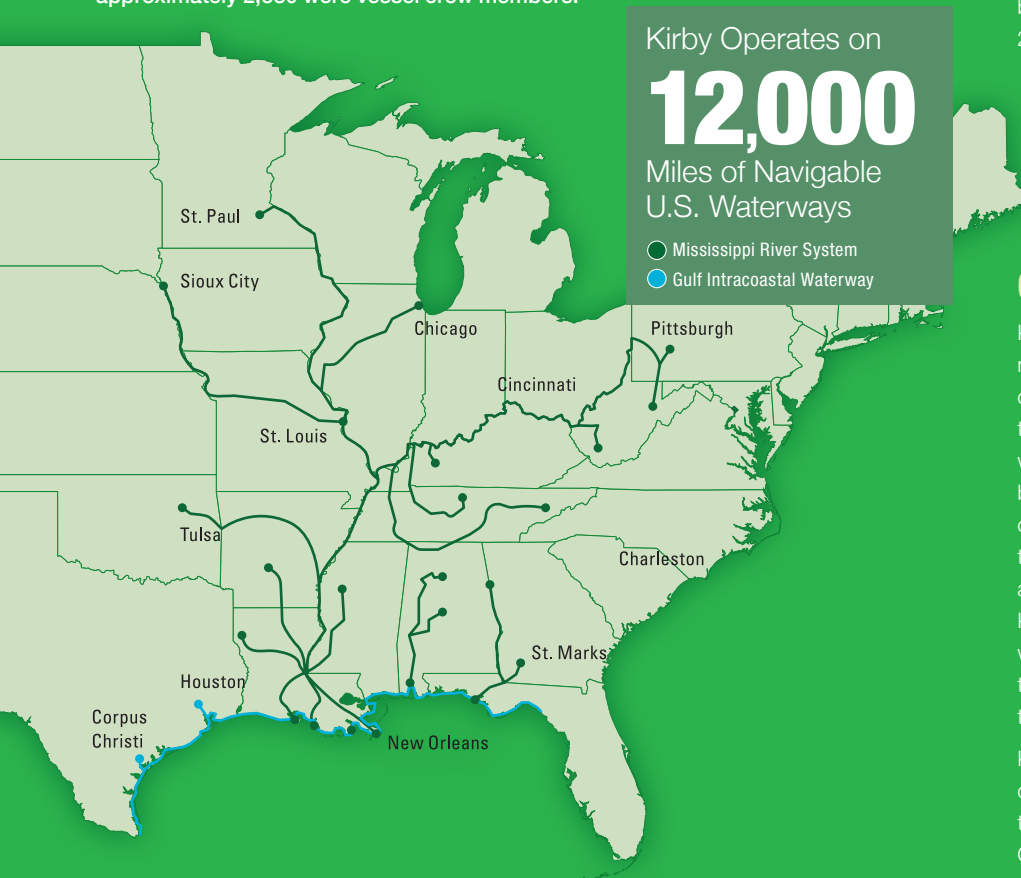 Kirby Operates on
12,000
Miles of Navigable
U.S. Waterways
Mississippi River System
Gulf Intracoastal Waterway
St. Paul
Sioux City
Chicago
Pittsburgh
Cincinnati
St. Louis
Tulsa
Charleston
St. Marks
Houston
Corpus
Christi
New Orleans